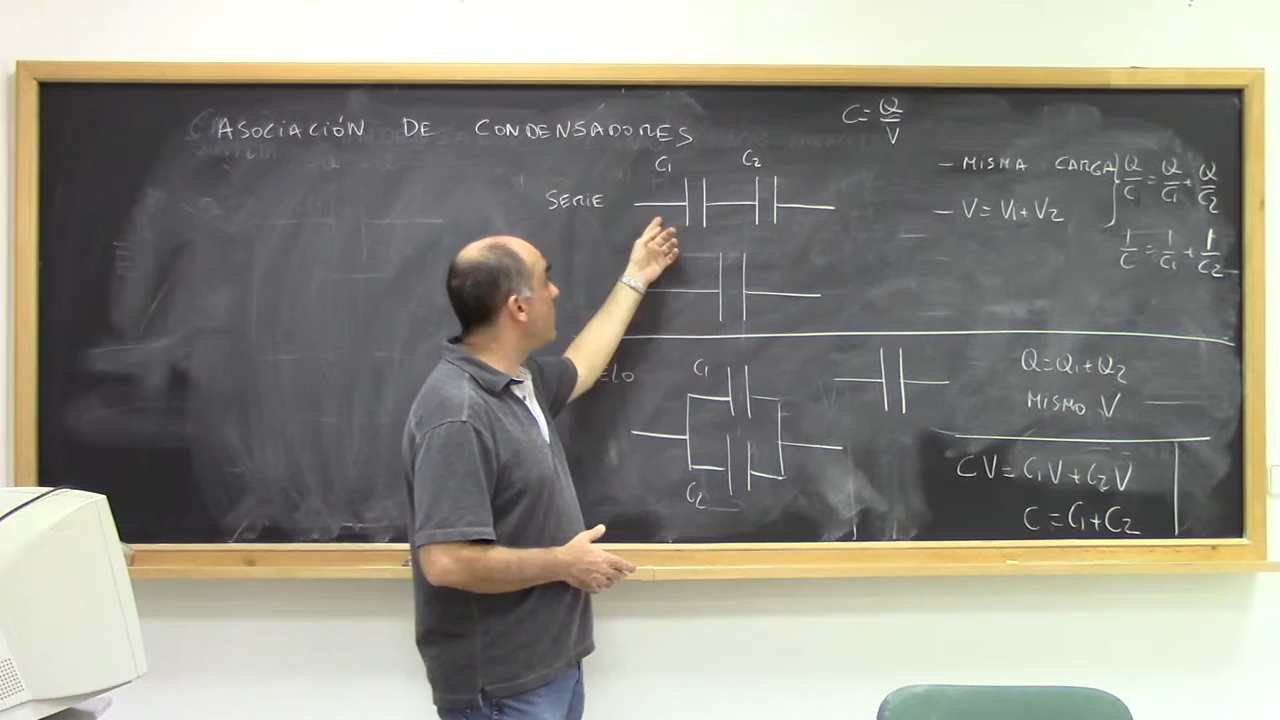 ASOCIACIÓN DE CONDENSADORES
C=Q/V
SERIE
C1 C2
- MISMA CARGA
- V=V1+V2
Q/C=Q/C1+Q/C2
1/C=1/C1+1/C2
ELO
C1
C2
Q=Q1+Q2
MISMO V
CV=C1V+C2V
C=C1+C2